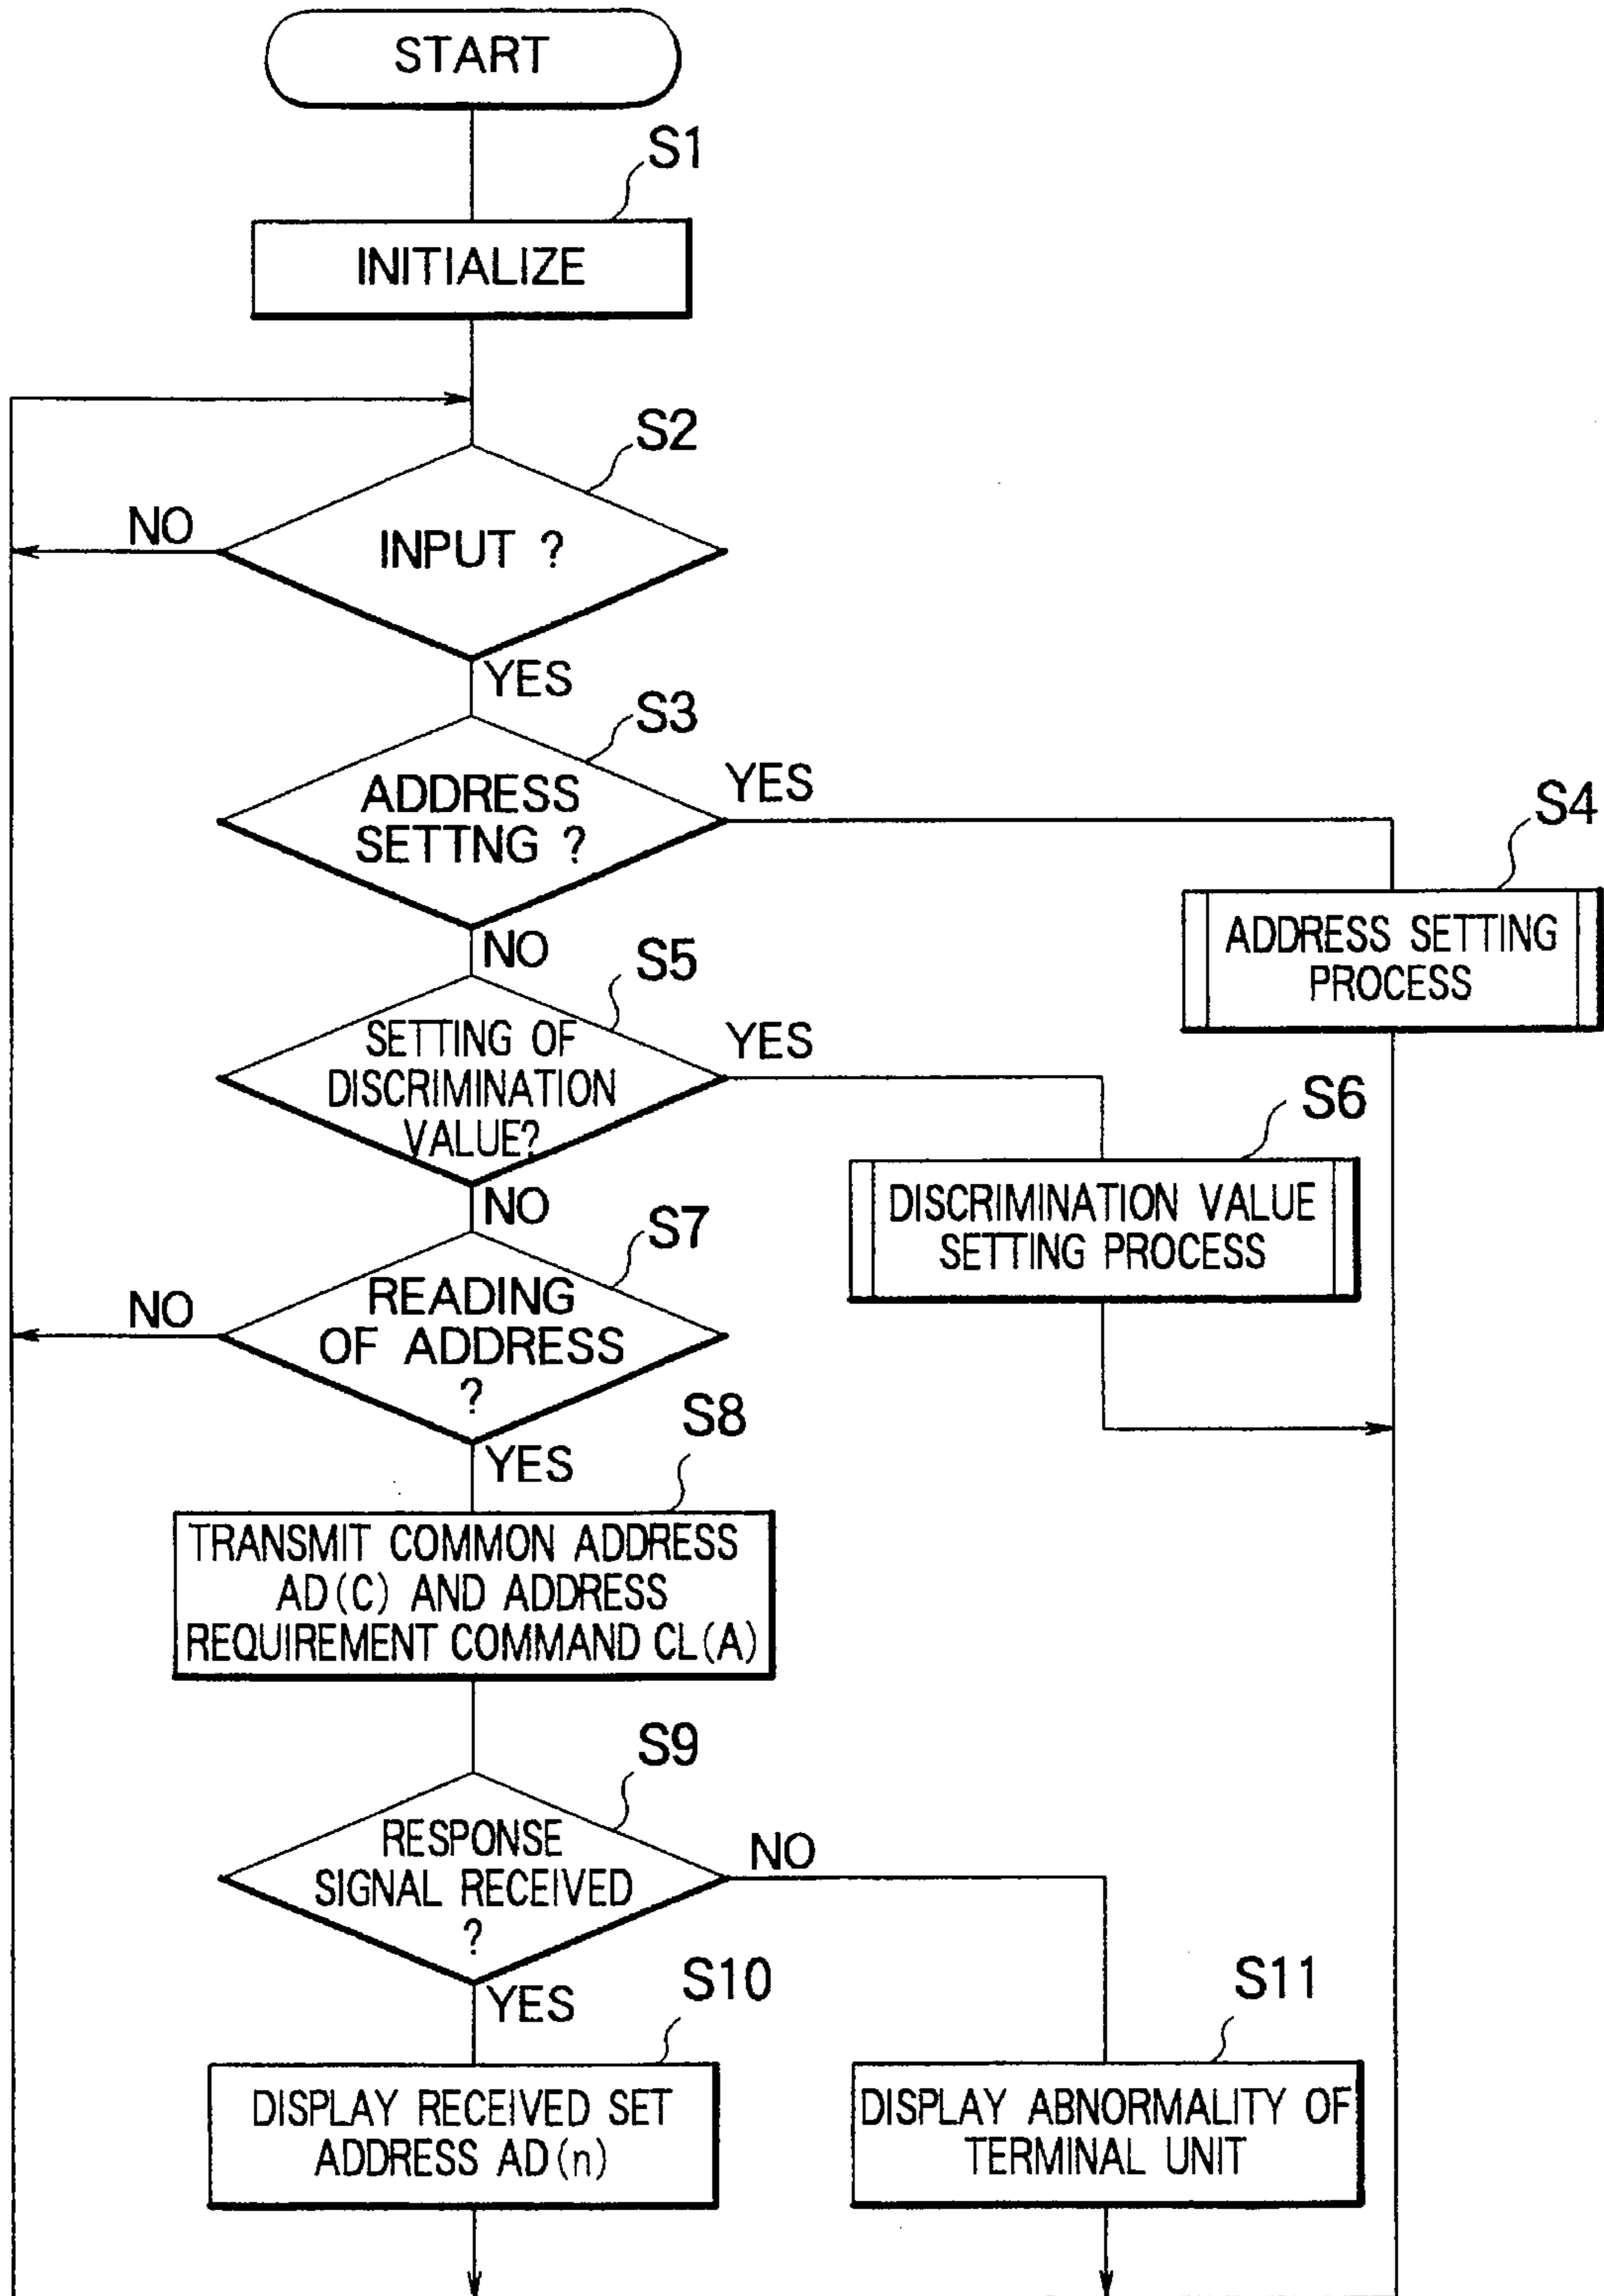 START
S1
INITIALIZE
S2
NO
INPUT ?
YES
S3
ADDRESS
SETTNG ?
YES
S4
ADDRESS SETTING
PROCESS
NO
S5
SETTING OF
DISCRIMINATION
VALUE?
YES
S6
DISCRIMINATION VALUE
SETTING PROCESS
NO
S7
NO
READING
OF ADDRESS
?
S8
YES
TRANSMIT COMMON ADDRESS
AD(C) AND ADDRESS
REQUIREMENT COMMAND CL(A)
S9
RESPONSE
SIGNAL RECEIVED
?
NO
YES
S10
S11
DISPLAY RECEIVED SET
ADDRESS AD(n)
DISPLAY ABNORMALITY OF
TERMINAL UNIT